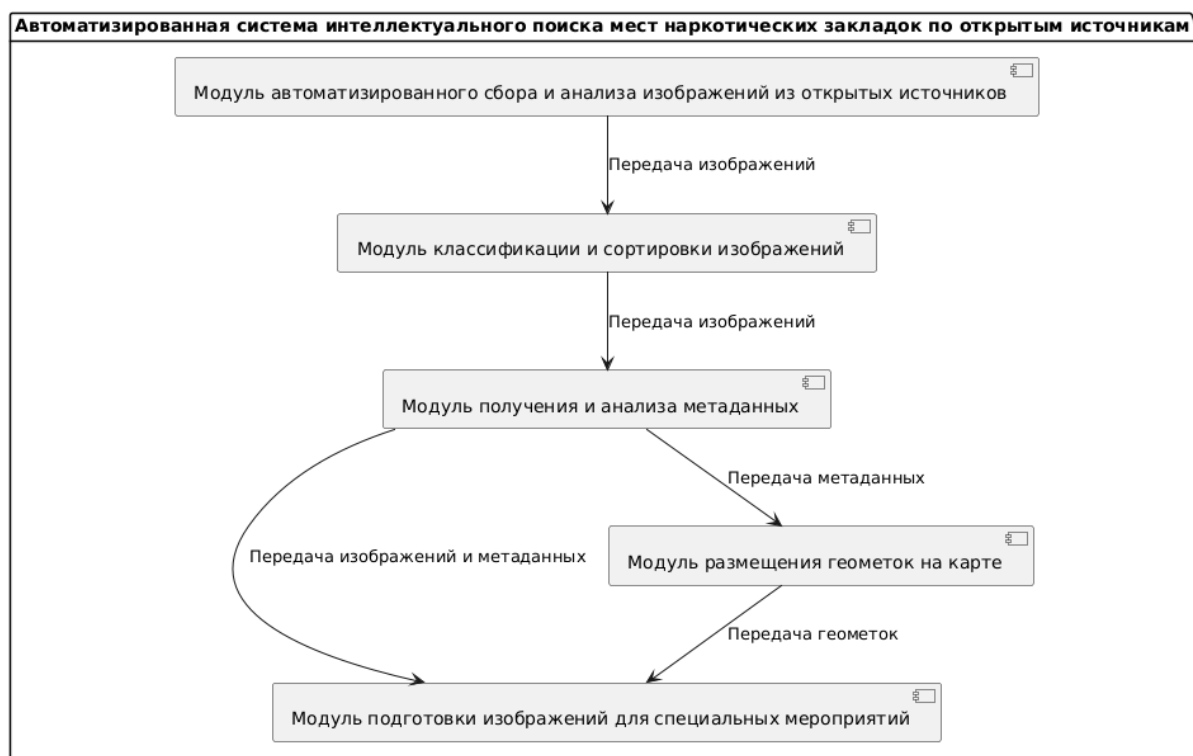 Автоматизированная система интеллектуального поиска мест наркотических закладок по открытым источникам
Модуль автоматизированного сбора и анализа изображений из открытых источников
Передача изображений
Модуль классификации и сортировки изображений
Передача изображений
Модуль получения и анализа метаданных
Передача метаданных
Передача изображений и метаданных
Модуль размещения геометок на карте
Передача геометок
Модуль подготовки изображений для специальных мероприятий